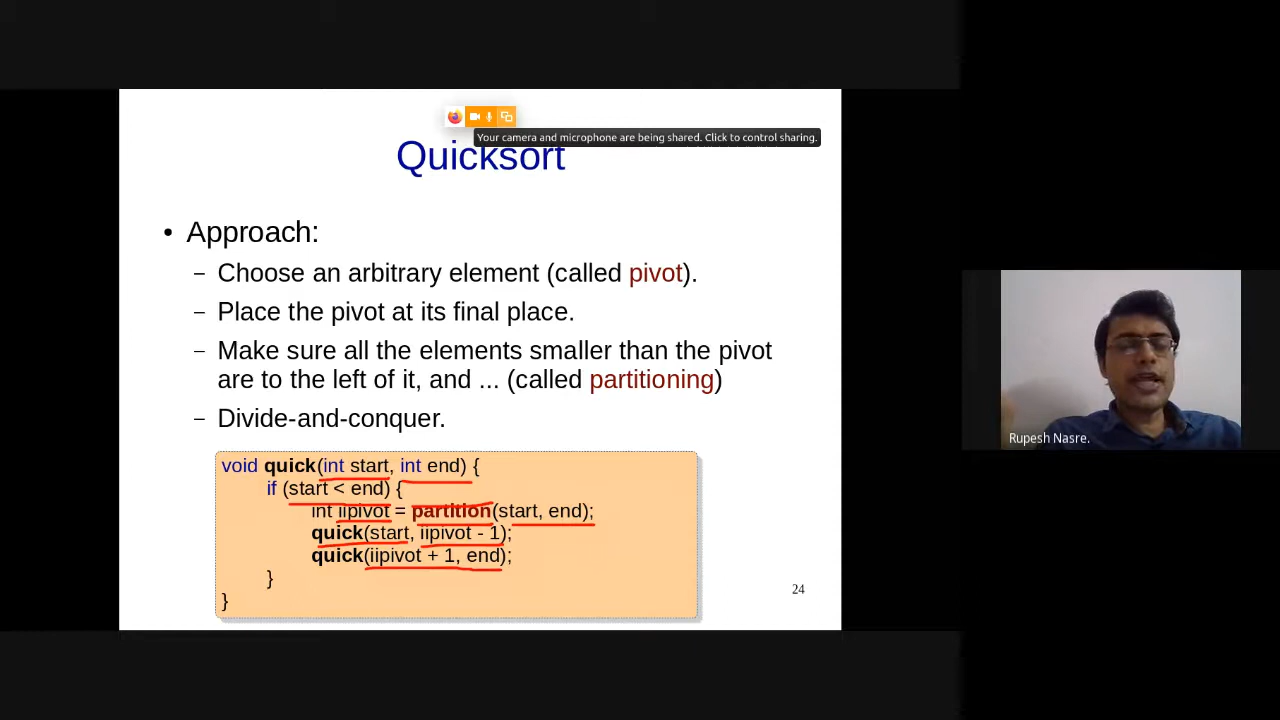 Your camera and microphone are being shared. Click to control sharing.
Quicksort
• Approach:
– Choose an arbitrary element (called pivot).
– Place the pivot at its final place.
– Make sure all the elements smaller than the pivot
are to the left of it, and ... (called partitioning)
– Divide-and-conquer.
void quick(int start, int end) {
if (start < end) {
int iipivot = partition(start, end);
quick(start, iipivot - 1);
quick(iipivot + 1, end);
}
}
24
Rupesh Nasre.